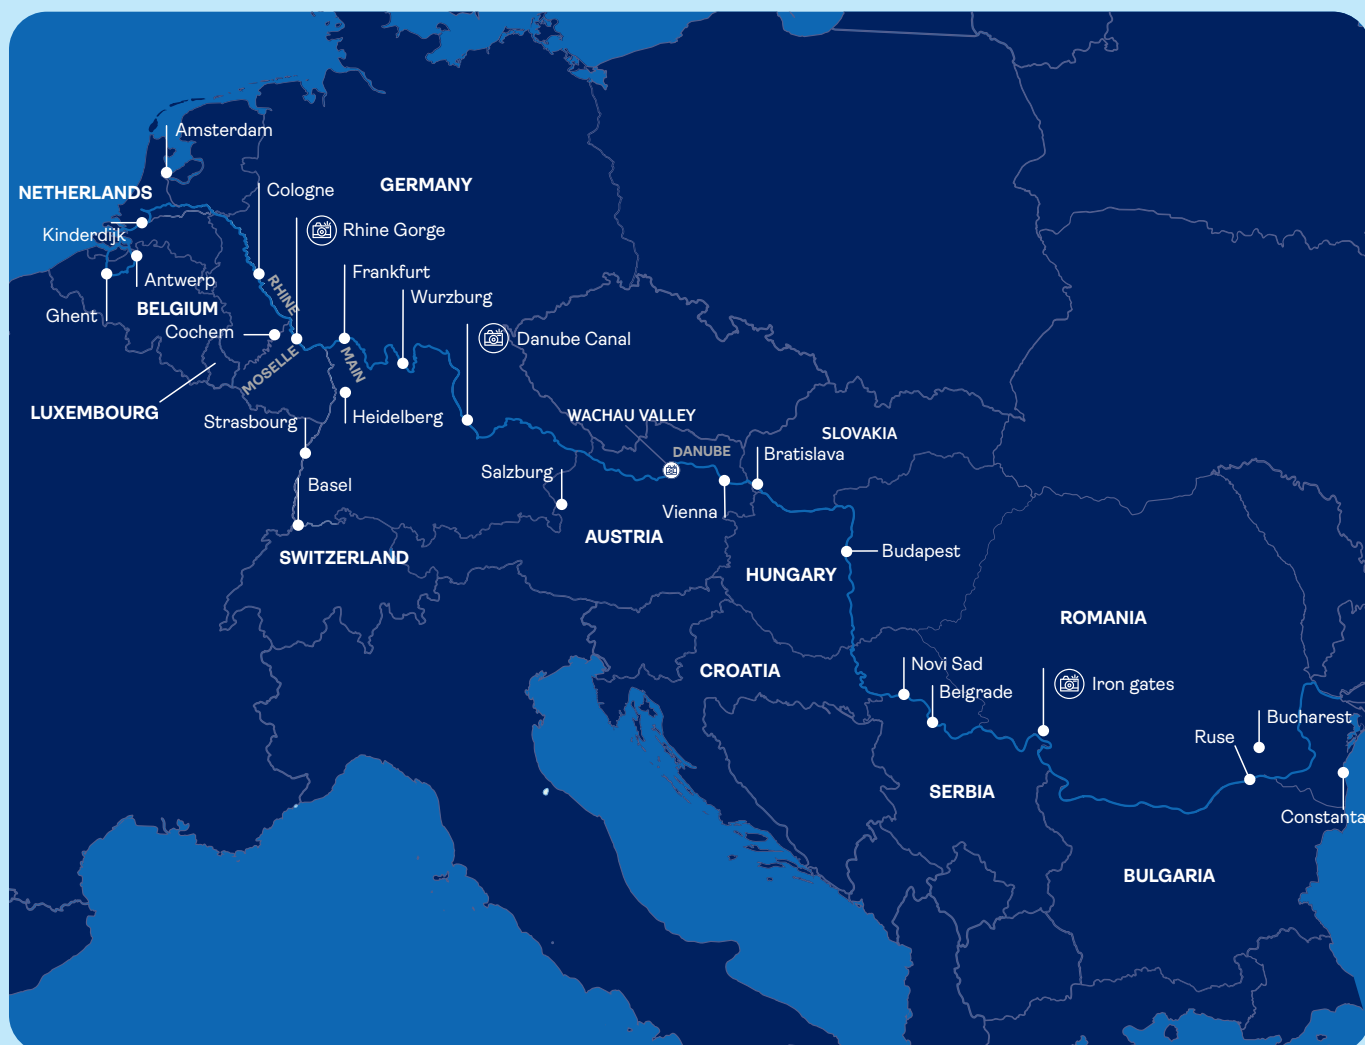 Amsterdam
NETHERLANDS
Cologne
GERMANY
Kinderdijk
Rhine Gorge
Antwerp
Frankfurt
RHINE
Wurzburg
Ghent
BELGIUM
Cochem
Danube Canal
MOSELLE
MAIN
LUXEMBOURG
Strasbourg
Heidelberg
WACHAU VALLEY
SLOVAKIA
DANUBE
Bratislava
Salzburg
Basel
Vienna
AUSTRIA
SWITZERLAND
Budapest
HUNGARY
ROMANIA
CROATIA
Novi Sad
Belgrade
Iron gates
Bucharest
Ruse
SERBIA
Constanta
BULGARIA